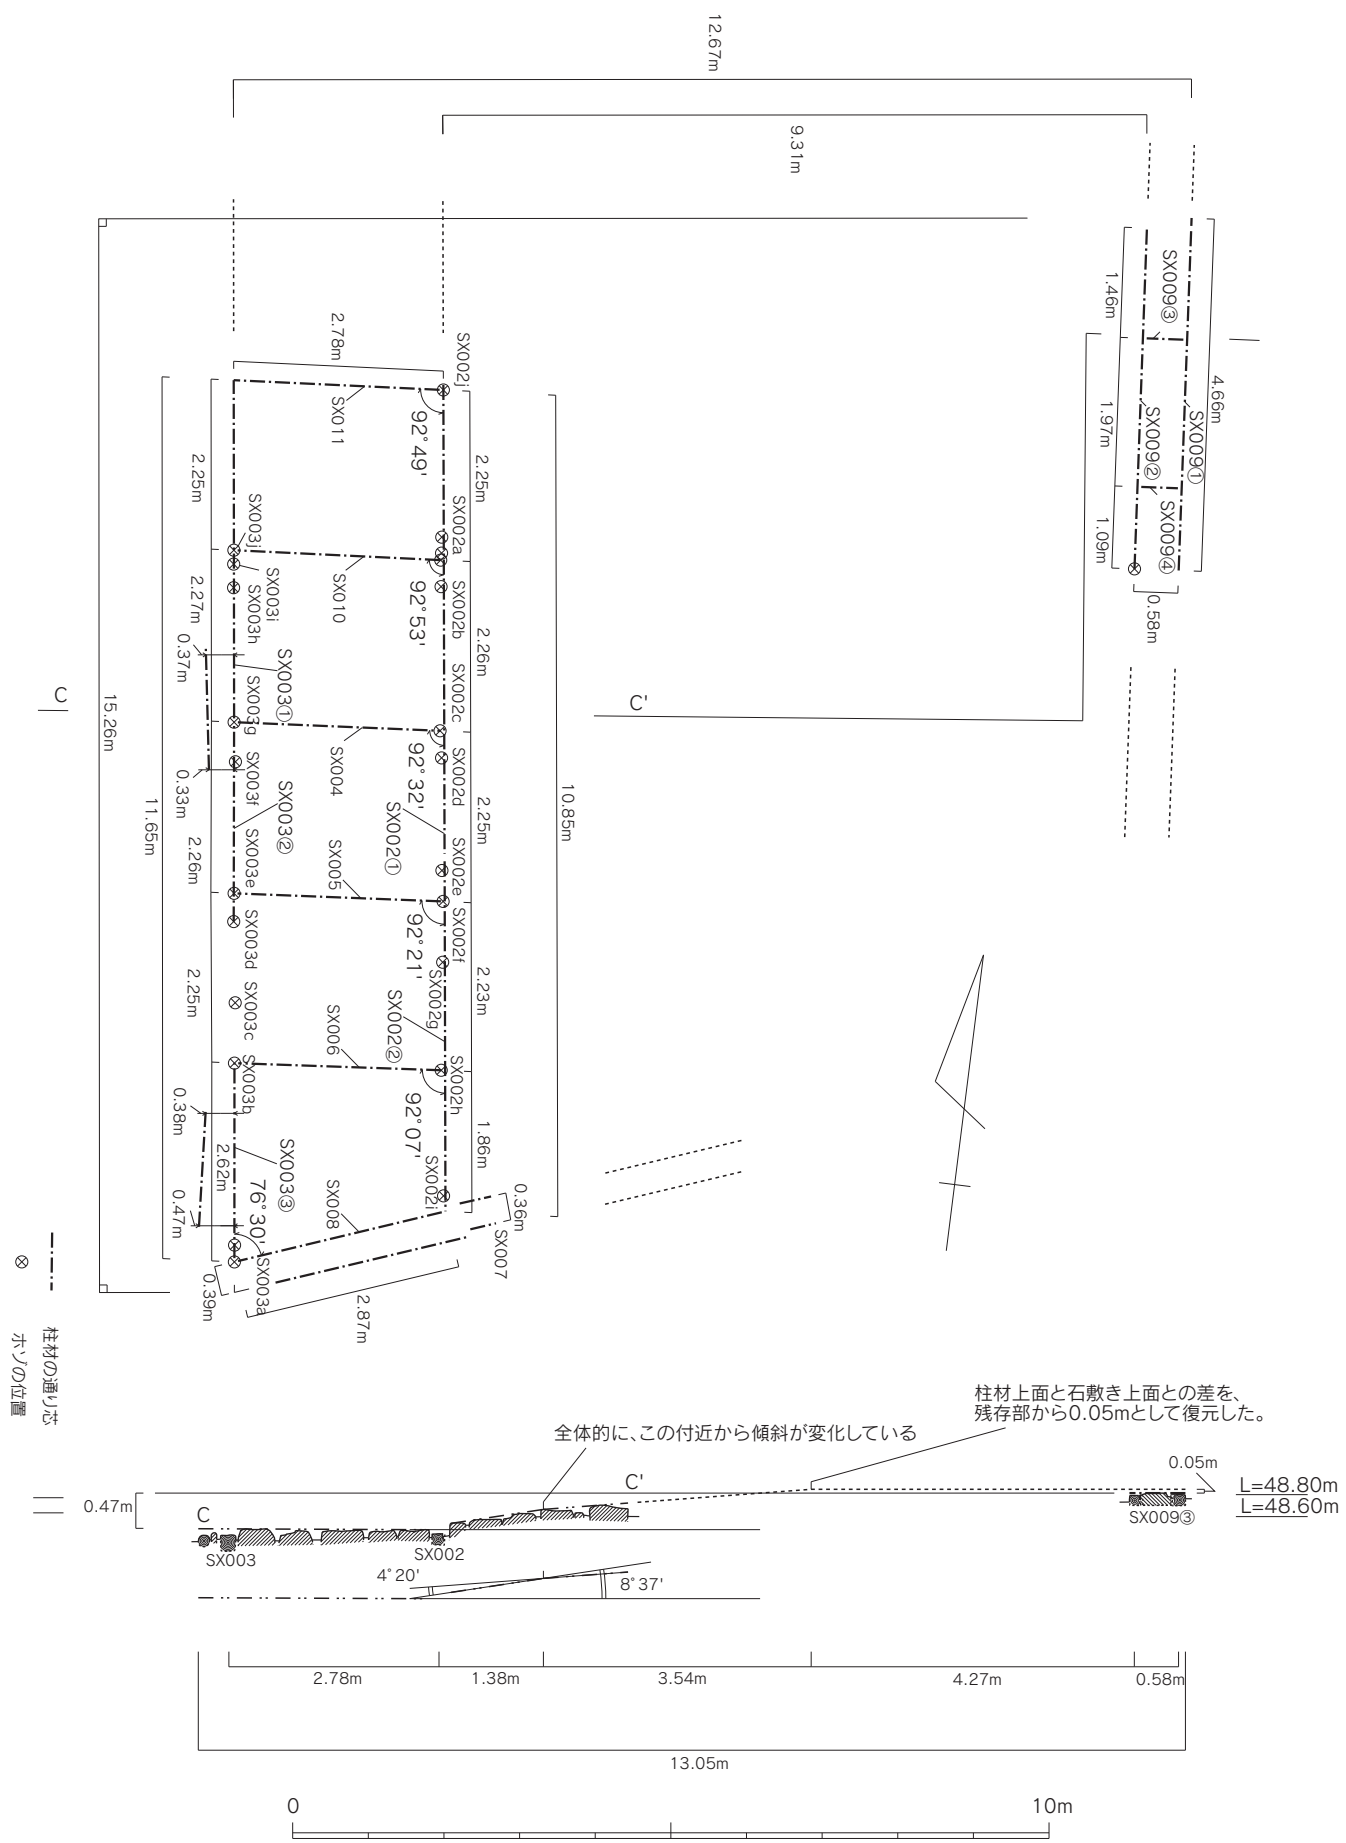 12.67m
9.31m
SX009③
1.46m
4.66m
SX009①
1.97m
SX009②
SX009④
1.09m
0.58m
2.78m
SX002j
SX011
92°49'
2.25m
2.25m
SX002a
SX003j
SX010
92°53'
SX002b
SX003i
SX003h
2.27m
2.26m
0.37m
SX003①
SX003g
SX002c
C
C'
15.26m
SX004
92°32'
SX002d
SX003f
0.33m
SX003②
SX002①
2.25m
10.85m
11.65m
2.26m
SX003e
SX005
SX002e
92°21'
SX002f
SX003d
2.25m
SX003c
SX002②
SX002g
2.23m
SX006
SX003b
SX002h
0.38m
92°07'
1.86m
2.62m
SX003③
76°30'
SX008
SX002i
0.36m
0.47m
SX007
SX003a
0.39m
2.87m
柱材の通り芯
ホゾの位置
柱材上面と石敷き上面との差を、
残存部から0.05mとして復元した。
全体的に、この付近から傾斜が変化している
0.05m
C'
L=48.80m
L=48.60m
0.47m
C
SX009③
SX003
SX002
4°20'
8°37'
2.78m
1.38m
3.54m
4.27m
0.58m
13.05m
0
10m